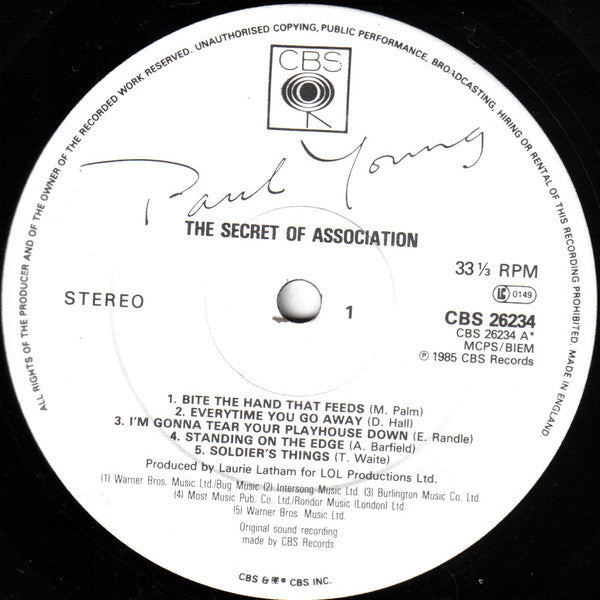 ALL RIGHTS OF THE PRODUCER AND OF THE OWNER OF THE RECORDED WORK RESERVED. UNAUTHORISED COPYING, PUBLIC PERFORMANCE, BROADCASTING, HIRING OR RENTAL OF THIS RECORDING PROHIBITED. MADE IN ENGLAND
CBS
Paul Young
THE SECRET OF ASSOCIATION
33⅓ RPM
STEREO
LC 0149
1
CBS 26234
CBS 26234 A*
MCPS/BIEM
℗ 1985 CBS Records
1. BITE THE HAND THAT FEEDS (M. Palm)
2. EVERYTIME YOU GO AWAY (D. Hall)
3. I'M GONNA TEAR YOUR PLAYHOUSE DOWN (E. Randle)
4. STANDING ON THE EDGE (A. Barfield)
5. SOLDIER'S THINGS (T. Waite)
Produced by Laurie Latham for LOL Productions Ltd.
(1) Warner Bros. Music Ltd./Bug Music (2) Intersong Music Ltd. (3) Burlington Music Co. Ltd.
(4) Most Music Pub. Co. Ltd./Rondor Music (London) Ltd.
(5) Warner Bros. Music Ltd.
Original sound recording
made by CBS Records
CBS & CBS INC.